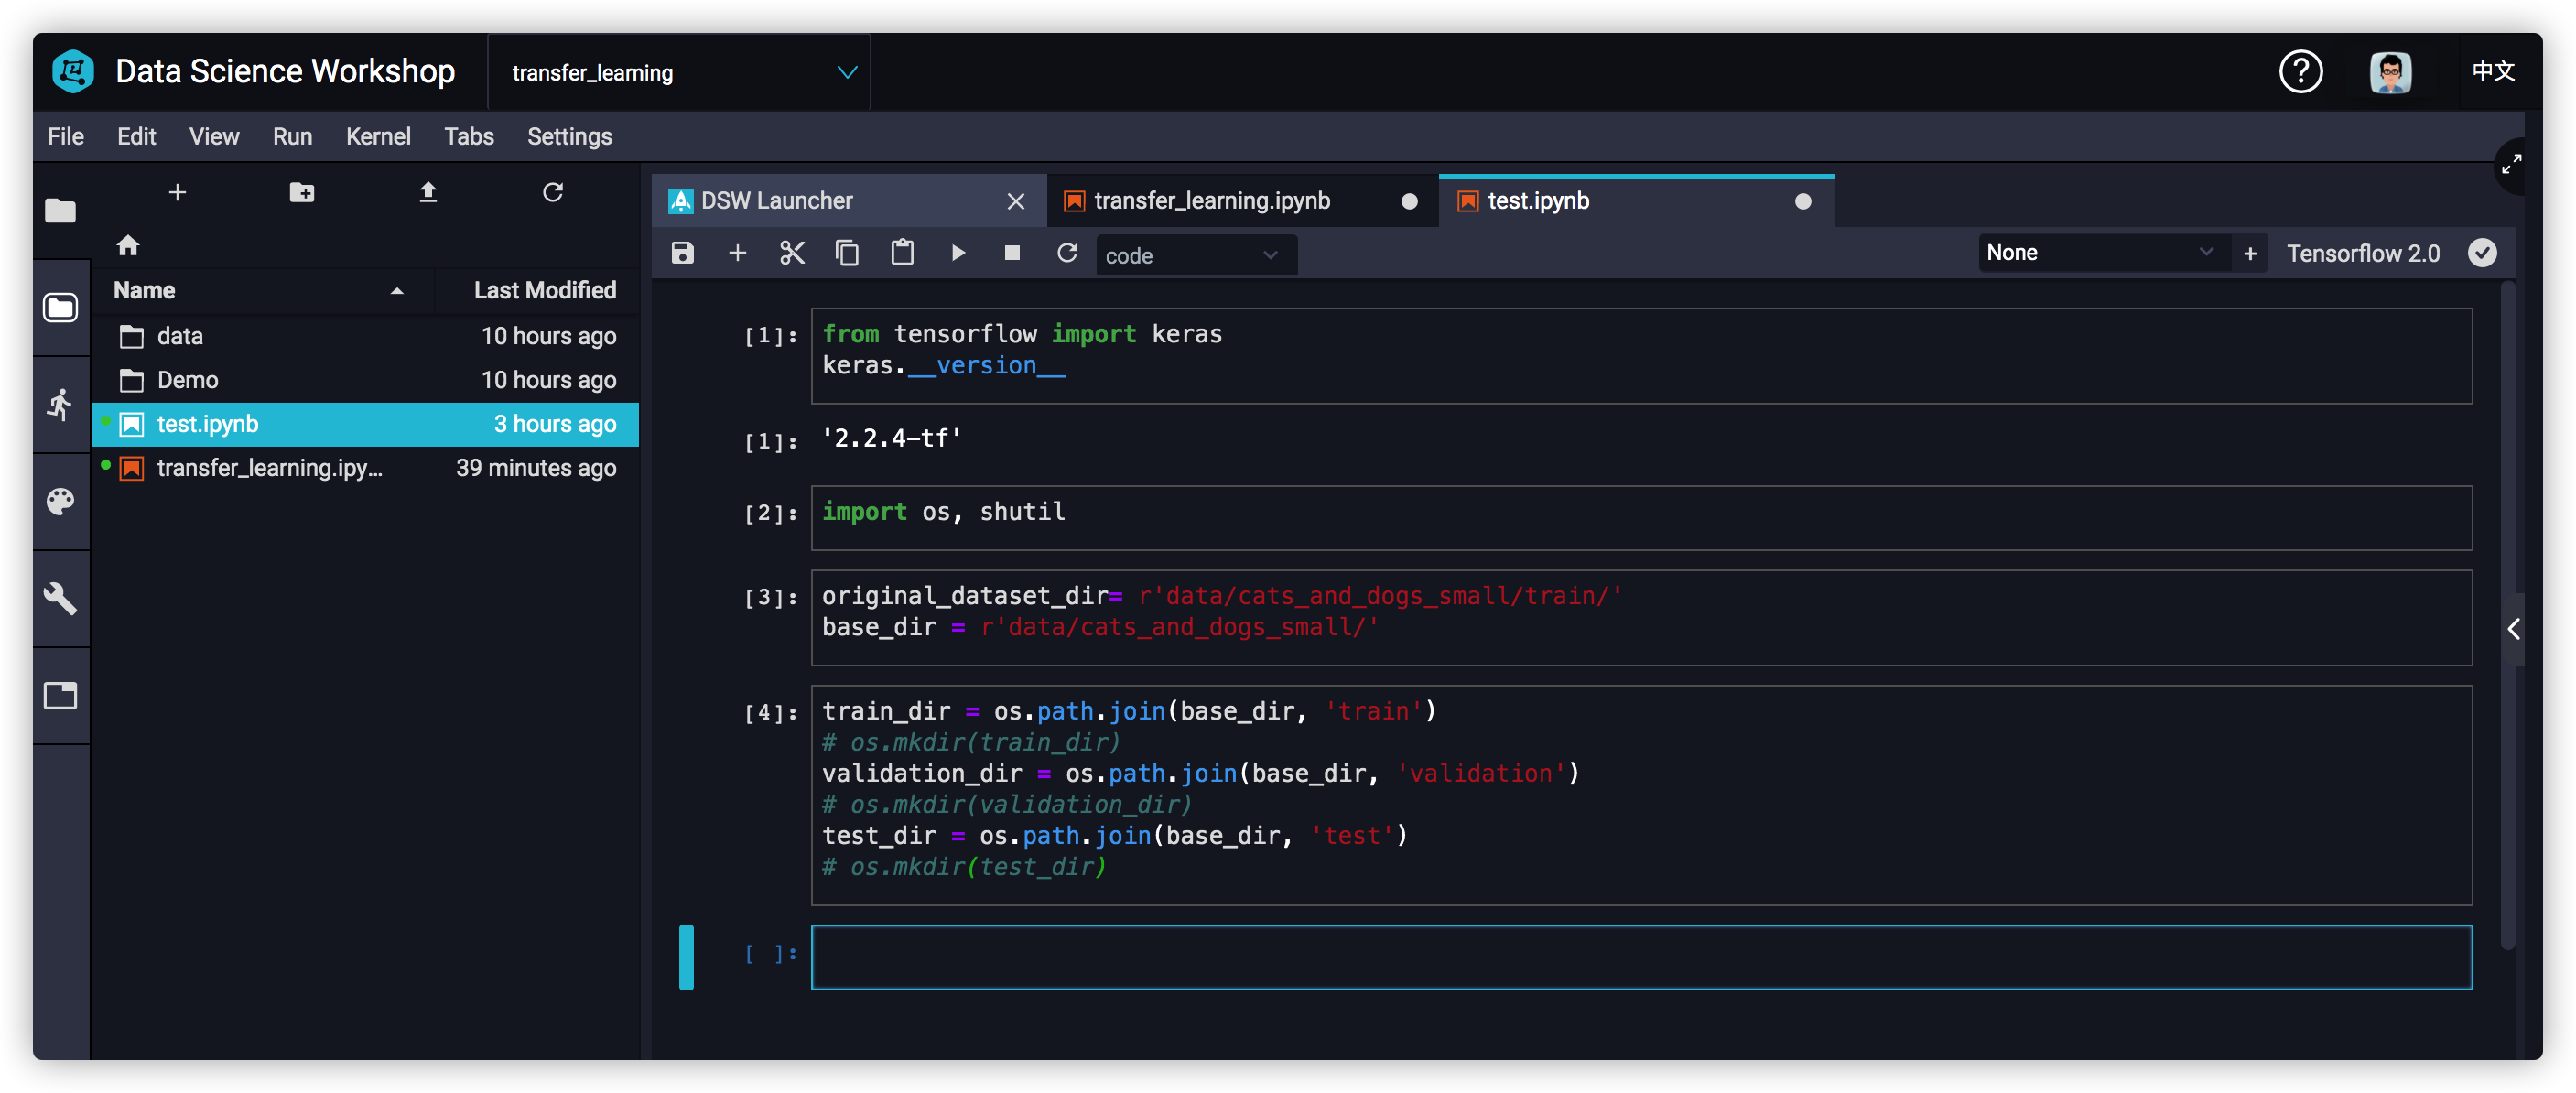 Data Science Workshop
transfer_learning
中文
File Edit View Run Kernel Tabs Settings
DSW Launcher
transfer_learning.ipynb
test.ipynb
code
None
Tensorflow 2.0
Name Last Modified
data 10 hours ago
Demo 10 hours ago
test.ipynb 3 hours ago
transfer_learning.ipy... 39 minutes ago
[1]: from tensorflow import keras
keras.__version__
[1]: '2.2.4-tf'
[2]: import os, shutil
[3]: original_dataset_dir= r'data/cats_and_dogs_small/train/'
base_dir = r'data/cats_and_dogs_small/'
[4]: train_dir = os.path.join(base_dir, 'train')
# os.mkdir(train_dir)
validation_dir = os.path.join(base_dir, 'validation')
# os.mkdir(validation_dir)
test_dir = os.path.join(base_dir, 'test')
# os.mkdir(test_dir)
[ ]: